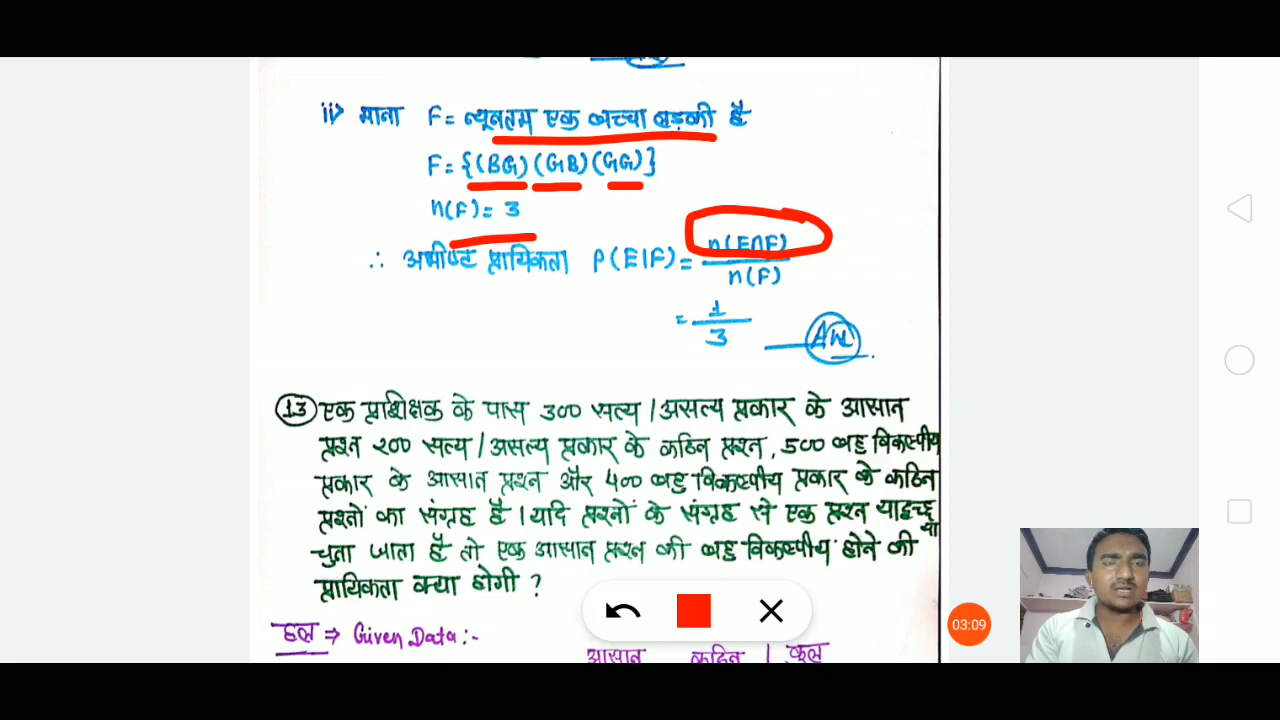 ii> माना F = न्यूनतम एक बच्चा लड़की है
F = {(BG) (GB) (GG)}
n(F) = 3
∴ अभीष्ट प्रायिकता P(E|F) = n(E∩F) / n(F)
= 1/3 Ans.
(13) एक प्रशिक्षक के पास 300 सत्य / असत्य प्रकार के आसान
प्रश्न 200 सत्य / असत्य प्रकार के कठिन प्रश्न, 500 बहु विकल्पीय
प्रकार के आसान प्रश्न और 400 बहु विकल्पीय प्रकार के कठिन
प्रश्नों का संग्रह है। यदि प्रश्नों के संग्रह से एक प्रश्न यादृच्छया
चुना जाता है तो एक आसान प्रश्न की बहु विकल्पीय होने की
प्रायिकता क्या होगी ?
हल ⇒ Given Data :-
आसान कठिन | कुल
03:09